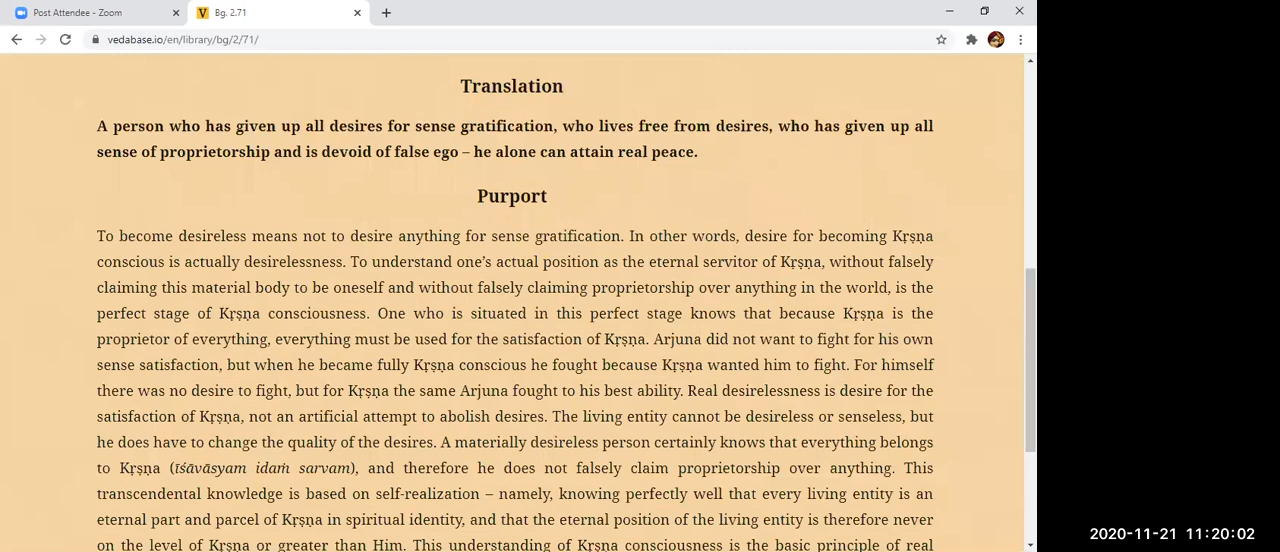 Post Attendee - Zoom
Bg. 2.71
vedabase.io/en/library/bg/2/71/
Translation
A person who has given up all desires for sense gratification, who lives free from desires, who has given up all
sense of proprietorship and is devoid of false ego – he alone can attain real peace.
Purport
To become desireless means not to desire anything for sense gratification. In other words, desire for becoming Kṛṣṇa
conscious is actually desirelessness. To understand one’s actual position as the eternal servitor of Kṛṣṇa, without falsely
claiming this material body to be oneself and without falsely claiming proprietorship over anything in the world, is the
perfect stage of Kṛṣṇa consciousness. One who is situated in this perfect stage knows that because Kṛṣṇa is the
proprietor of everything, everything must be used for the satisfaction of Kṛṣṇa. Arjuna did not want to fight for his own
sense satisfaction, but when he became fully Kṛṣṇa conscious he fought because Kṛṣṇa wanted him to fight. For himself
there was no desire to fight, but for Kṛṣṇa the same Arjuna fought to his best ability. Real desirelessness is desire for the
satisfaction of Kṛṣṇa, not an artificial attempt to abolish desires. The living entity cannot be desireless or senseless, but
he does have to change the quality of the desires. A materially desireless person certainly knows that everything belongs
to Kṛṣṇa (īśāvāsyam idaṁ sarvam), and therefore he does not falsely claim proprietorship over anything. This
transcendental knowledge is based on self-realization – namely, knowing perfectly well that every living entity is an
eternal part and parcel of Kṛṣṇa in spiritual identity, and that the eternal position of the living entity is therefore never
on the level of Kṛṣṇa or greater than Him. This understanding of Kṛṣṇa consciousness is the basic principle of real
2020-11-21 11:20:02